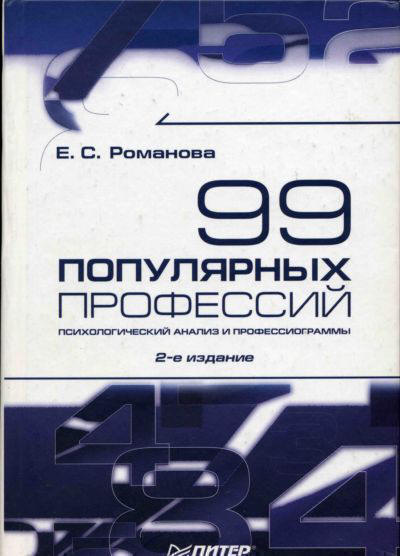 Е. С. Романова
99
ПОПУЛЯРНЫХ
ПРОФЕССИЙ
ПСИХОЛОГИЧЕСКИЙ АНАЛИЗ И ПРОФЕССИОГРАММЫ
2-е издание
ПИТЕР